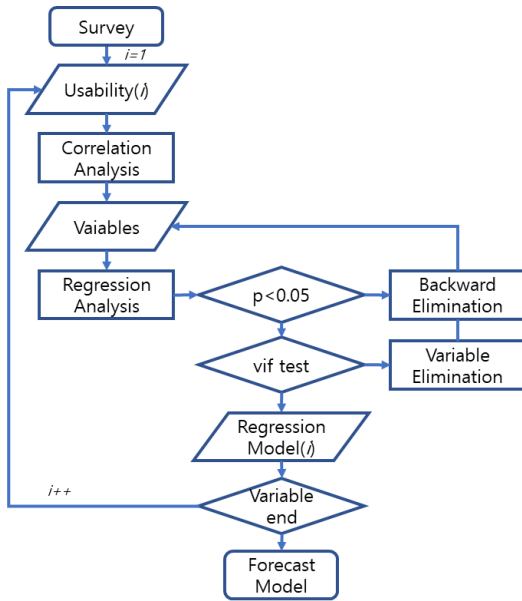 Survey
i=1
Usability(i)
Correlation
Analysis
Vaiables
Regression
Analysis
p<0.05
Backward
Elimination
vif test
Variable
Elimination
Regression
Model(i)
i++
Variable
end
Forecast
Model